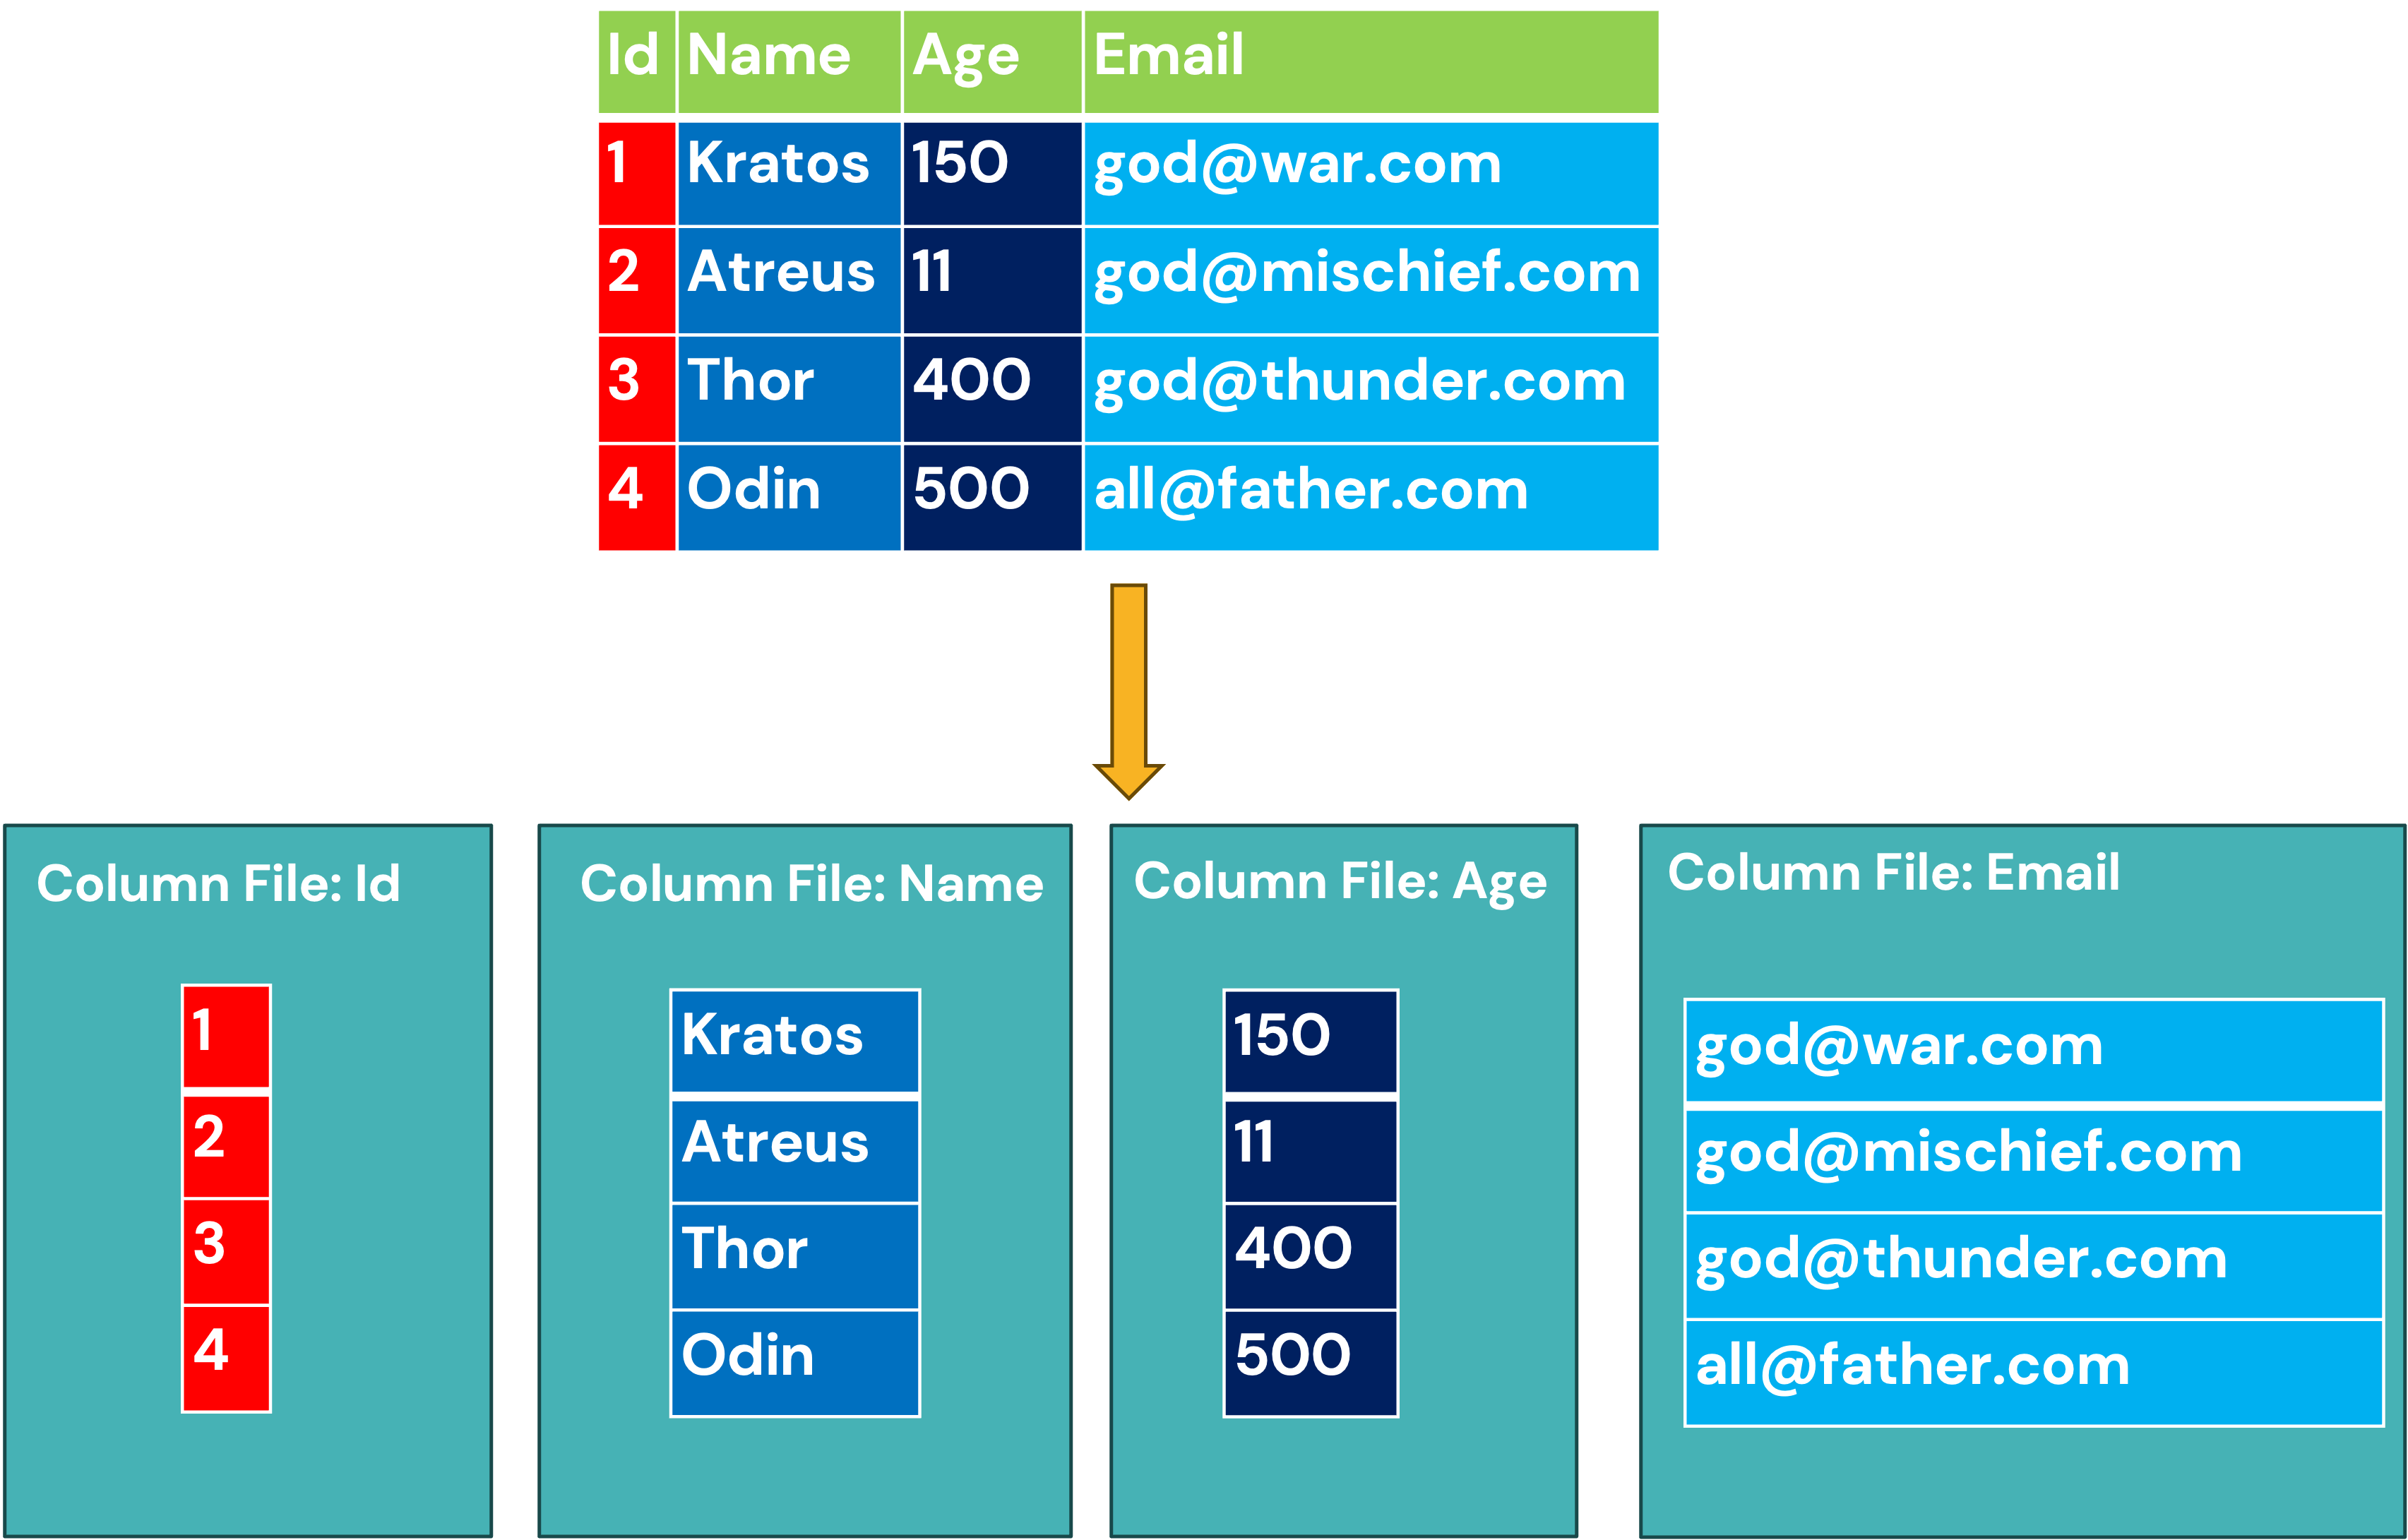 Id Name Age Email
1 Kratos 150 god@war.com
2 Atreus 11 god@mischief.com
3 Thor 400 god@thunder.com
4 Odin 500 all@father.com
Column File: Id
1
2
3
4
Column File: Name
Kratos
Atreus
Thor
Odin
Column File: Age
150
11
400
500
Column File: Email
god@war.com
god@mischief.com
god@thunder.com
all@father.com